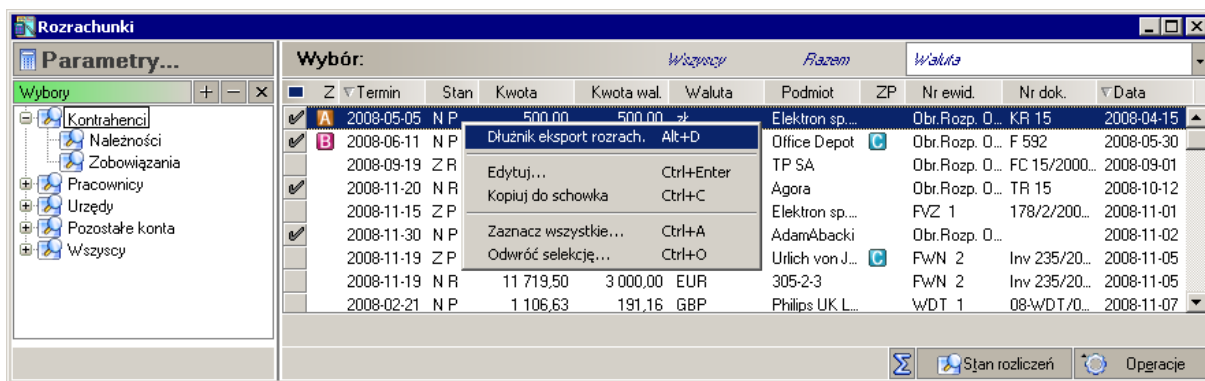 Rozrachunki
Parametry...
Wybór: Wszyscy Razem Waluta
Wybory
Kontrahenci
Należności
Zobowiązania
Pracownicy
Urzędy
Pozostałe konta
Wszyscy
Z Termin Stan Kwota Kwota wal. Waluta Podmiot ZP Nr ewid. Nr dok. Data
A 2008-05-05 N P 500,00 500,00 zł Elektron sp.... Obr.Rozp. O... KR 15 2008-04-15
B 2008-06-11 N P Office Depot C Obr.Rozp. O... F 592 2008-05-30
2008-09-19 Z R TP SA Obr.Rozp. O... FC 15/2000... 2008-09-01
2008-11-20 N R Agora Obr.Rozp. O... TR 15 2008-10-12
2008-11-15 Z P Elektron sp.... FVZ 1 178/2/200... 2008-11-01
2008-11-30 N P AdamAbacki Obr.Rozp. O... 2008-11-02
2008-11-19 Z P Urlich von J... C FWN 2 Inv 235/20... 2008-11-05
2008-11-19 N R 11 719,50 3 000,00 EUR 305-2-3 FWN 2 Inv 235/20... 2008-11-05
2008-02-21 N P 1 106,63 191,16 GBP Philips UK L... WDT 1 08-WDT/0... 2008-11-07
Dłużnik eksport rozrach. Alt+D
Edytuj... Ctrl+Enter
Kopiuj do schowka Ctrl+C
Zaznacz wszystkie... Ctrl+A
Odwróć selekcję... Ctrl+O
Σ Stan rozliczeń Operacje